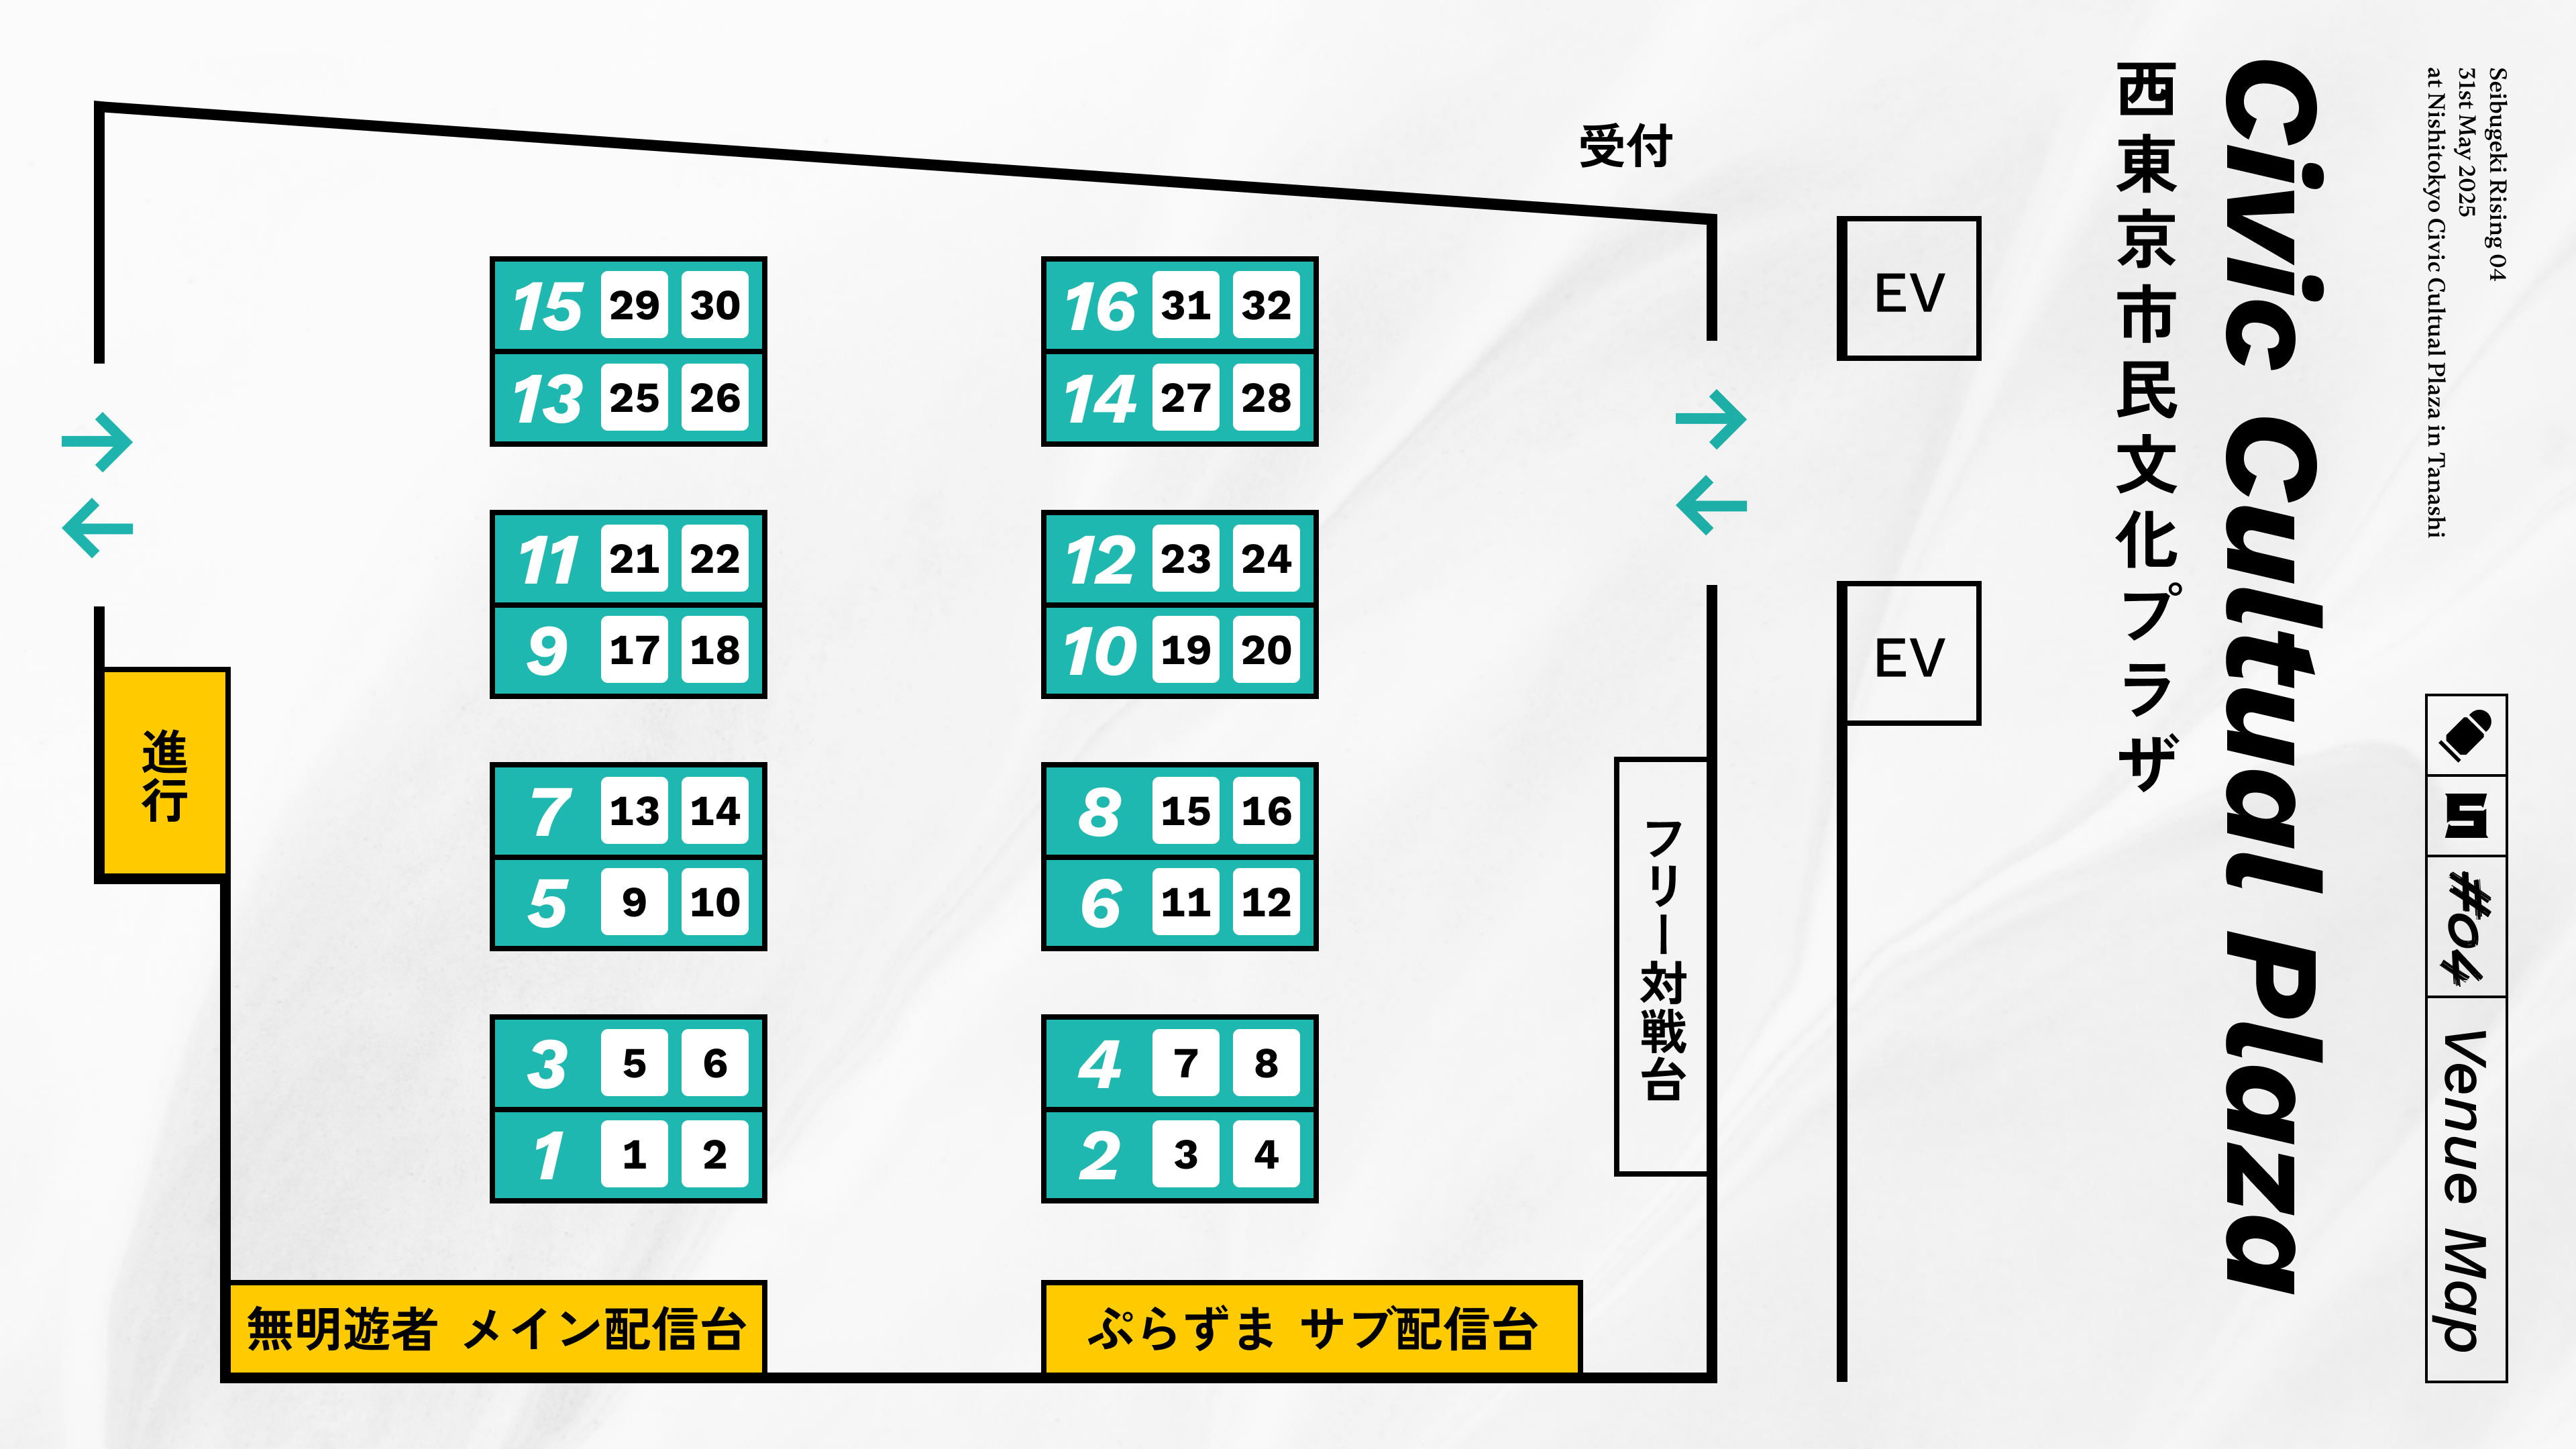 受付
15 29 30
13 25 26
16 31 32
14 27 28
11 21 22
9 17 18
12 23 24
10 19 20
7 13 14
5 9 10
8 15 16
6 11 12
3 5 6
1 1 2
4 7 8
2 3 4
進行
フリー対戦台
無明遊者 メイン配信台
ぷらずま サブ配信台
EV
EV
西東京市民文化プラザ
Civic Cultual Plaza
Seibugeki Rising 04
31st May 2025
at Nishitokyo Civic Cultual Plaza in Tanashi
#04
Venue Map